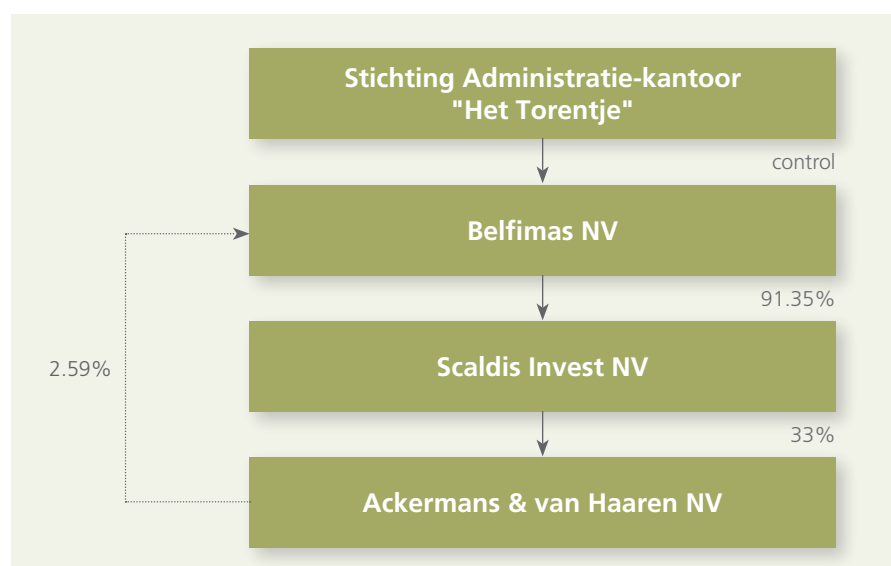 Stichting Administratie-kantoor
"Het Torentje"
control
Belfimas NV
91.35%
2.59%
Scaldis Invest NV
33%
Ackermans & van Haaren NV